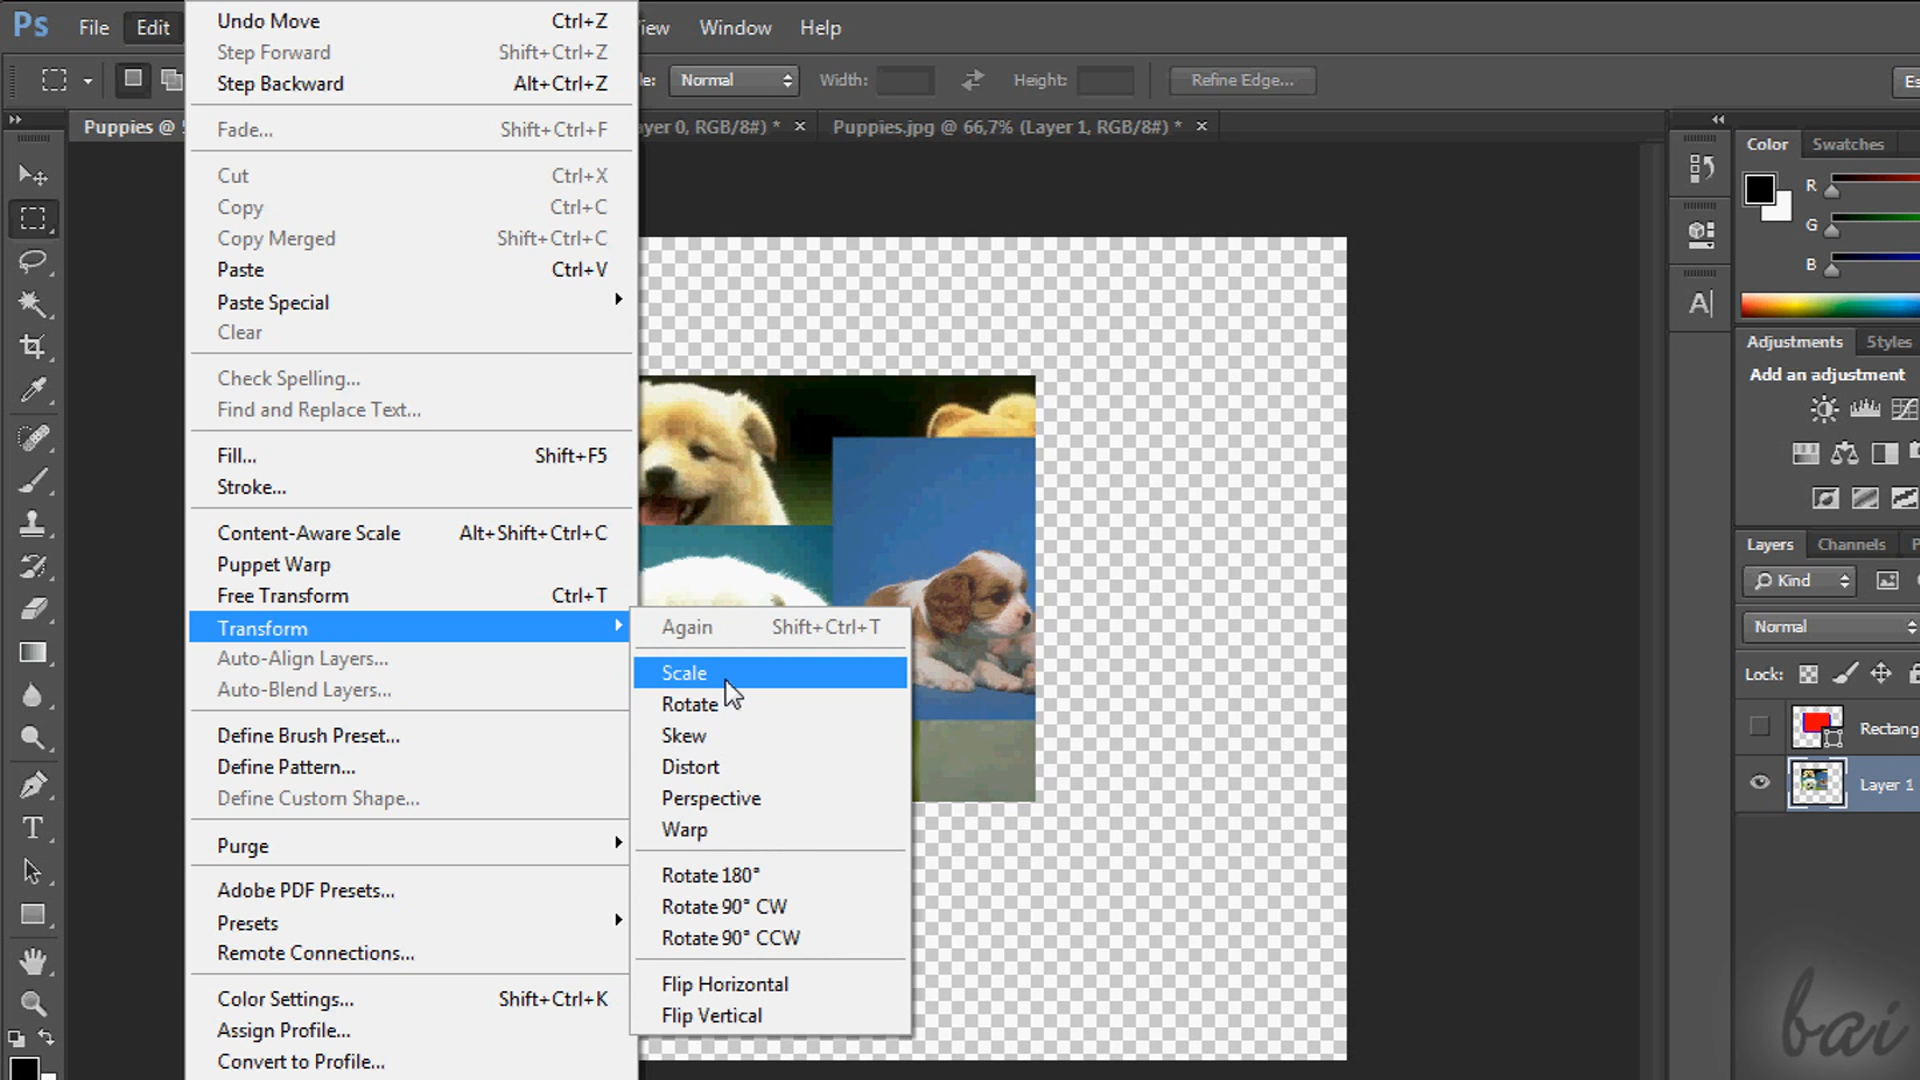 Ps File Edit View Window Help
Undo Move Ctrl+Z
Step Forward Shift+Ctrl+Z
Step Backward Alt+Ctrl+Z
Fade... Shift+Ctrl+F
Cut Ctrl+X
Copy Ctrl+C
Copy Merged Shift+Ctrl+C
Paste Ctrl+V
Paste Special
Clear
Check Spelling...
Find and Replace Text...
Fill... Shift+F5
Stroke...
Content-Aware Scale Alt+Shift+Ctrl+C
Puppet Warp
Free Transform Ctrl+T
Transform
Auto-Align Layers...
Auto-Blend Layers...
Define Brush Preset...
Define Pattern...
Define Custom Shape...
Purge
Adobe PDF Presets...
Presets
Remote Connections...
Color Settings... Shift+Ctrl+K
Assign Profile...
Convert to Profile...
Again Shift+Ctrl+T
Scale
Rotate
Skew
Distort
Perspective
Warp
Rotate 180°
Rotate 90° CW
Rotate 90° CCW
Flip Horizontal
Flip Vertical
Normal Width: Height: Refine Edge... Es
Puppies @ ayer 0, RGB/8#) * × Puppies.jpg @ 66,7% (Layer 1, RGB/8#) * ×
Color Swatches
R
G
B
A|
Adjustments Styles
Add an adjustment
Layers Channels P
Kind
Normal
Lock:
Rectang
Layer 1
T
bai